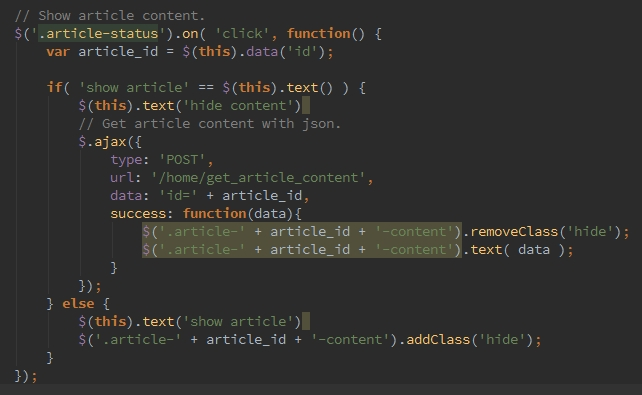 // Show article content.
$('.article-status').on( 'click', function() {
    var article_id = $(this).data('id');
    if( 'show article' == $(this).text() ) {
        $(this).text('hide content')
        // Get article content with json.
        $.ajax({
            type: 'POST',
            url: '/home/get_article_content',
            data: 'id=' + article_id,
            success: function(data){
                $('.article-' + article_id + '-content').removeClass('hide');
                $('.article-' + article_id + '-content').text( data );
            }
        });
    } else {
        $(this).text('show article')
        $('.article-' + article_id + '-content').addClass('hide');
    }
});